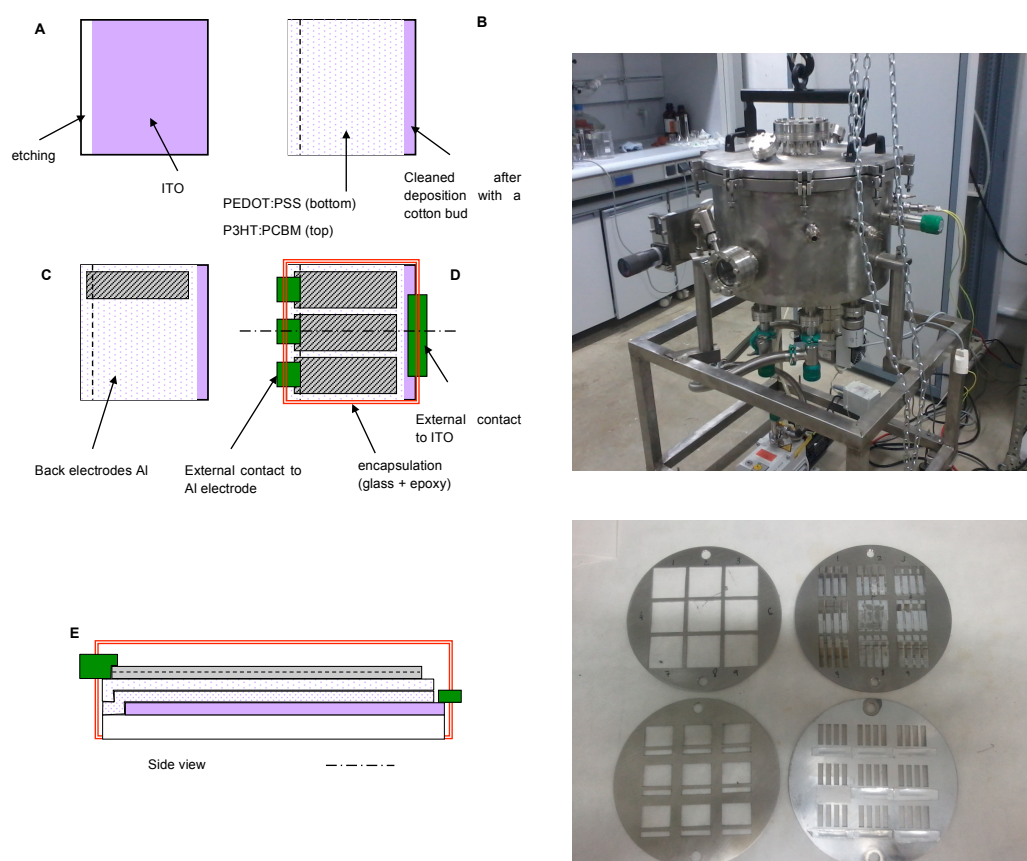 A
B
etching
ITO
PEDOT:PSS (bottom)
P3HT:PCBM (top)
Cleaned after
deposition with a
cotton bud
C
D
Back electrodes Al
External contact to
Al electrode
encapsulation
(glass + epoxy)
External contact
to ITO
E
Side view